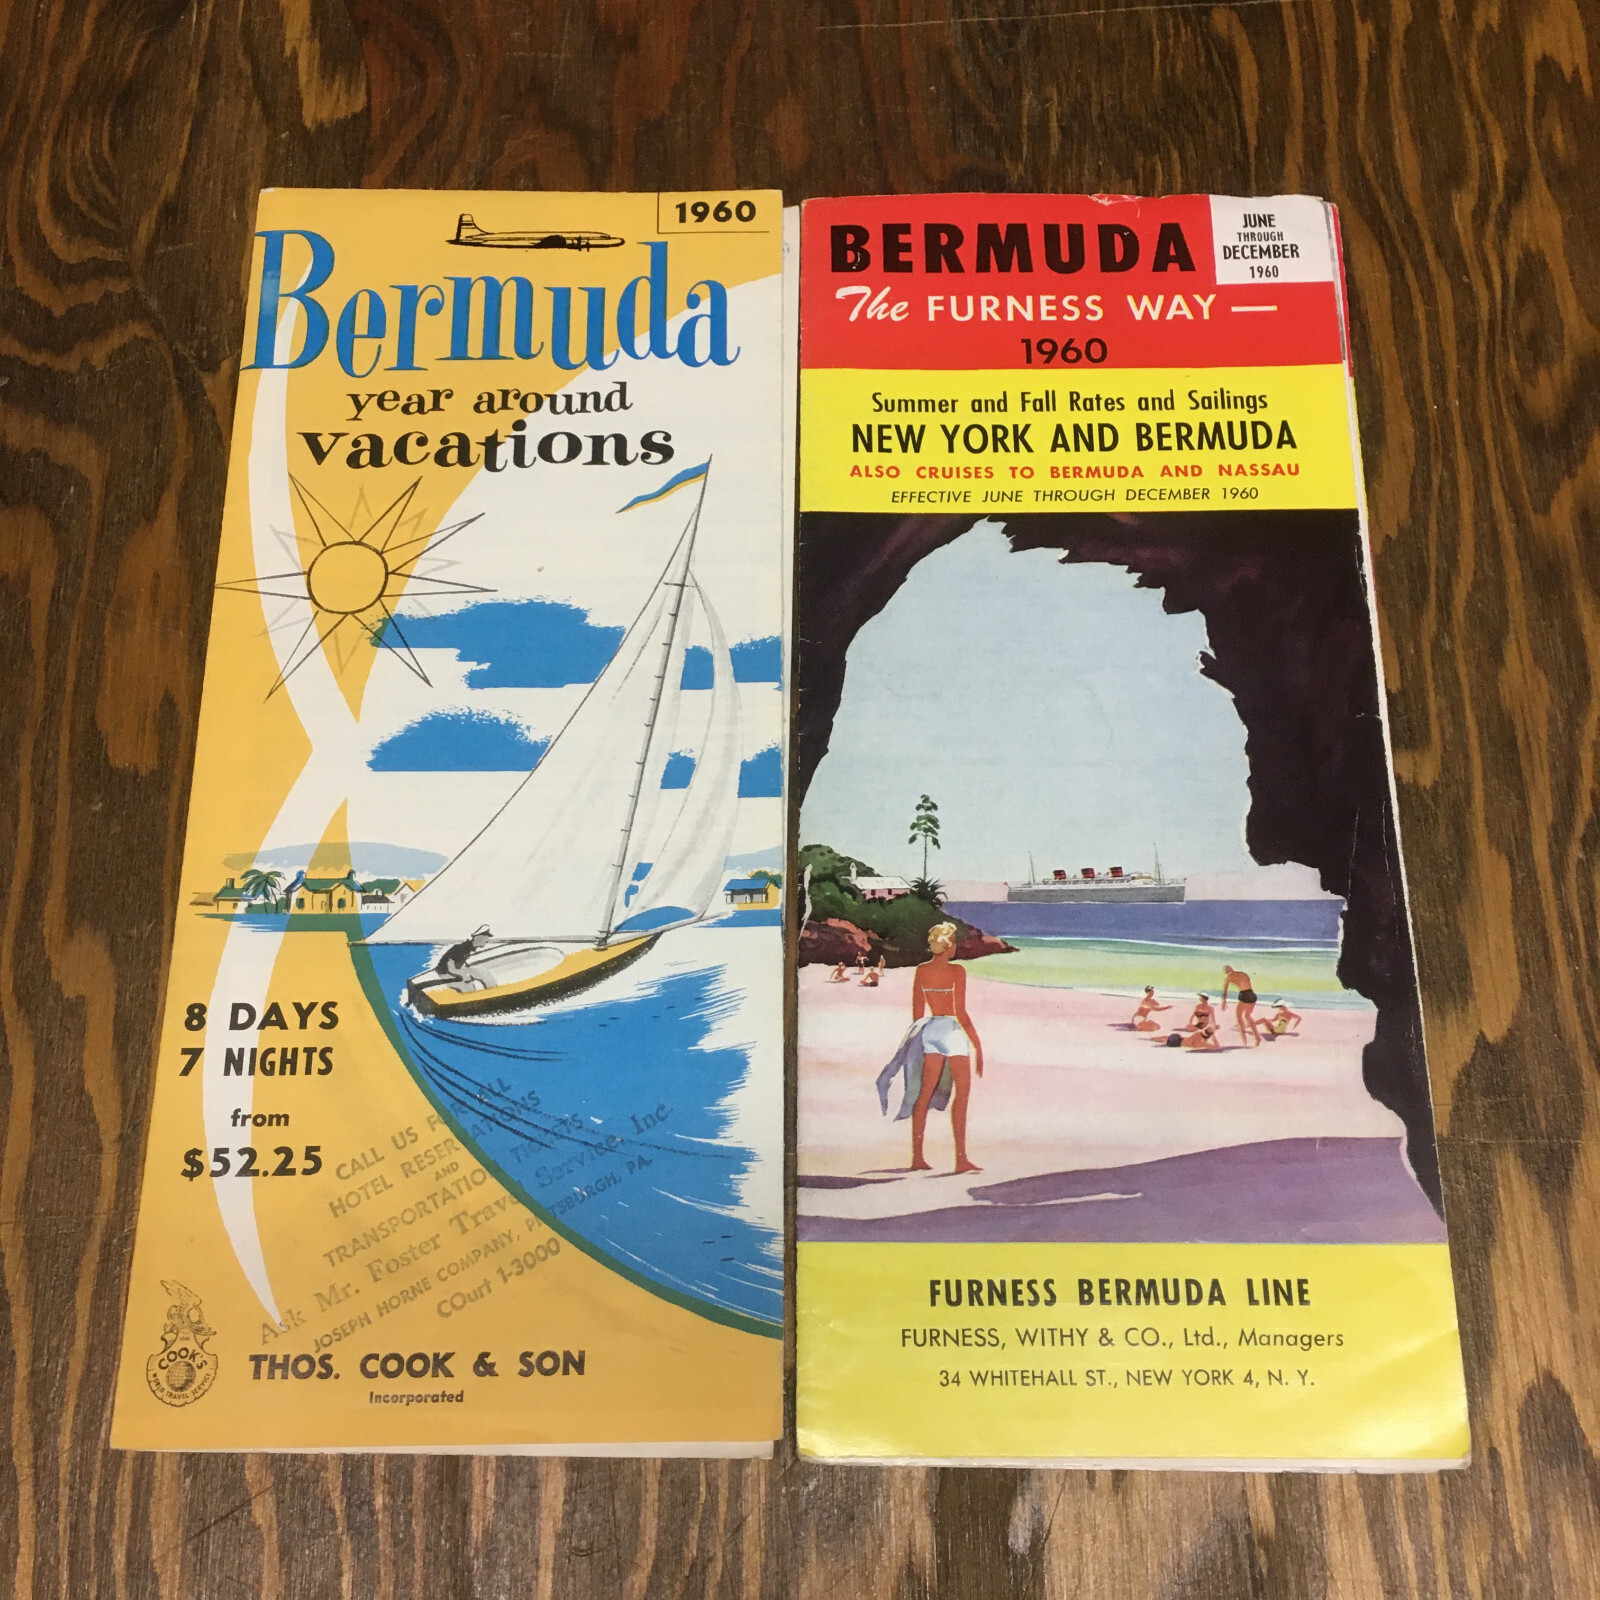 1960
Bermuda
year around
vacations
8 DAYS
7 NIGHTS
from
$52.25
CALL US FOR ALL
HOTEL RESERVATIONS
AND
TRANSPORTATION TICKETS
Ask Mr. Foster Travel Service, Inc
JOSEPH HORNE COMPANY, PITTSBURGH, PA.
COurt 1-3000
COOK'S
WORLD TRAVEL SERVICE
THOS. COOK & SON
Incorporated
BERMUDA
JUNE
THROUGH
DECEMBER
1960
The FURNESS WAY —
1960
Summer and Fall Rates and Sailings
NEW YORK AND BERMUDA
ALSO CRUISES TO BERMUDA AND NASSAU
EFFECTIVE JUNE THROUGH DECEMBER 1960
FURNESS BERMUDA LINE
FURNESS, WITHY & CO., Ltd., Managers
34 WHITEHALL ST., NEW YORK 4, N. Y.